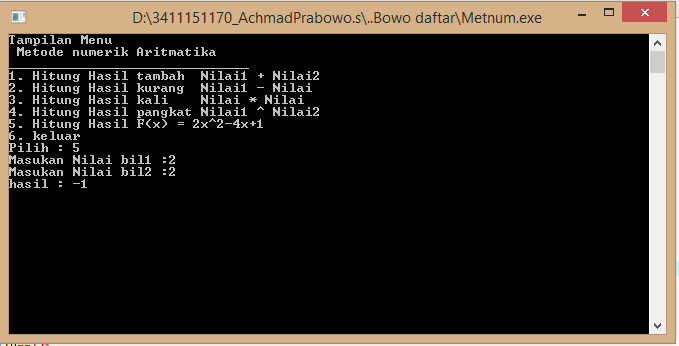 D:\3411151170_AchmadPrabowo.s\..Bowo daftar\Metnum.exe
Tampilan Menu
Metode numerik Aritmatika
1. Hitung Hasil tambah Nilai1 + Nilai2
2. Hitung Hasil kurang Nilai1 - Nilai
3. Hitung Hasil kali Nilai * Nilai
4. Hitung Hasil pangkat Nilai1 ^ Nilai2
5. Hitung Hasil F(x) = 2x^2-4x+1
6. keluar
Pilih : 5
Masukan Nilai bil1 :2
Masukan Nilai bil2 :2
hasil : -1